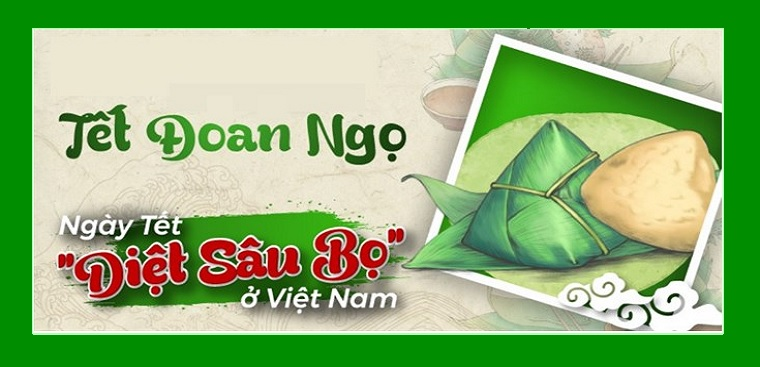 Tết Đoan Ngọ
Ngày Tết
"Diệt Sâu Bọ"
ở Việt Nam